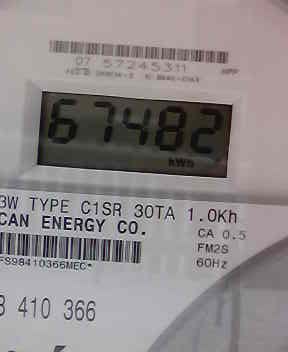 07 57245311
67482
kWh
3W TYPE C1SR 30TA 1.0Kh
CAN ENERGY CO.
CA 0.5
FM2S
60Hz
FS98410366MEC*
410 366